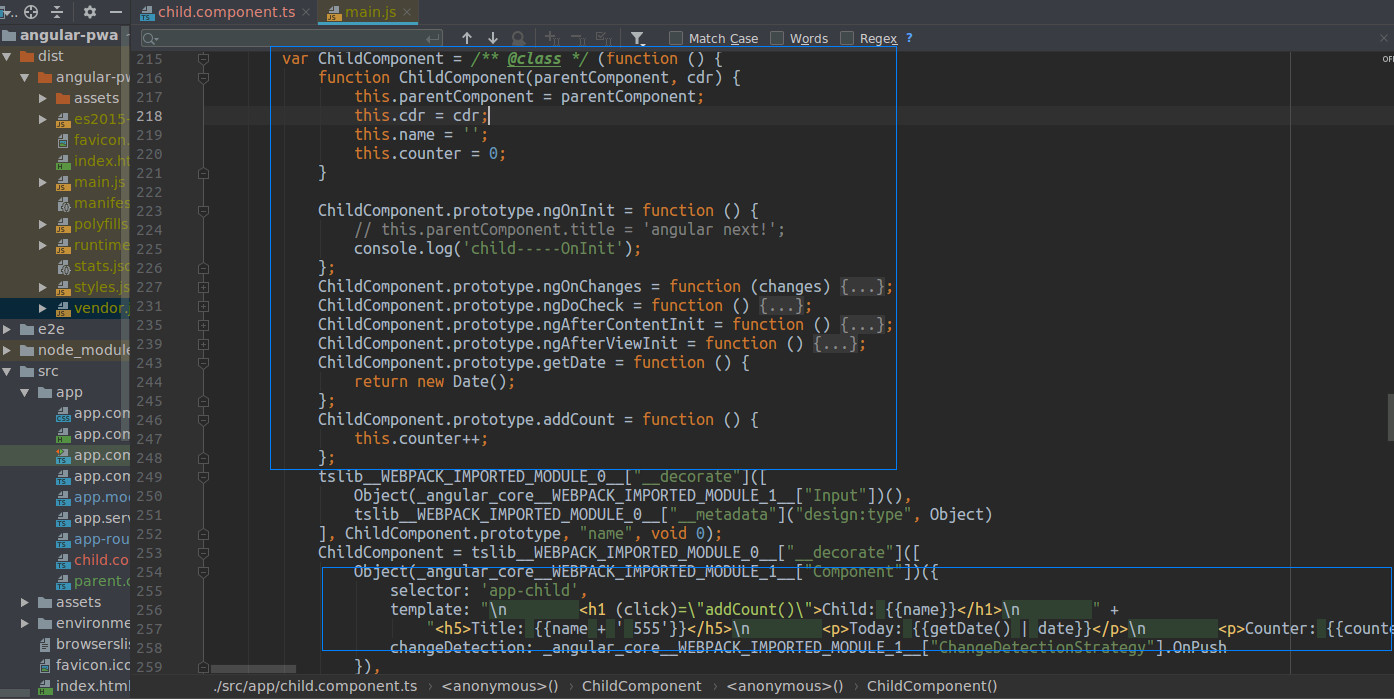 child.component.ts
main.js
angular-pwa
Match Case
Words
Regex
?
OFF
dist
angular-pw
assets
es2015-
favicon.
index.ht
main.js
manifes
polyfills
runtime
stats.jso
styles.js
vendor.
e2e
node_module
src
app
app.con
app.con
app.con
app.con
app.mod
app.serv
app-rou
child.co
parent.c
assets
environme
browserslis
favicon.ico
index.html
215 var ChildComponent = /** @class */ (function () {
216 function ChildComponent(parentComponent, cdr) {
217 this.parentComponent = parentComponent;
218 this.cdr = cdr;
219 this.name = '';
220 this.counter = 0;
221 }
222
223 ChildComponent.prototype.ngOnInit = function () {
224 // this.parentComponent.title = 'angular next!';
225 console.log('child-----OnInit');
226 };
227 ChildComponent.prototype.ngOnChanges = function (changes) {...};
231 ChildComponent.prototype.ngDoCheck = function () {...};
235 ChildComponent.prototype.ngAfterContentInit = function () {...};
239 ChildComponent.prototype.ngAfterViewInit = function () {...};
243 ChildComponent.prototype.getDate = function () {
244 return new Date();
245 };
246 ChildComponent.prototype.addCount = function () {
247 this.counter++;
248 };
249 tslib__WEBPACK_IMPORTED_MODULE_0__["__decorate"]([
250 Object(_angular_core__WEBPACK_IMPORTED_MODULE_1__["Input"])(),
251 tslib__WEBPACK_IMPORTED_MODULE_0__["__metadata"]("design:type", Object)
252 ], ChildComponent.prototype, "name", void 0);
253 ChildComponent = tslib__WEBPACK_IMPORTED_MODULE_0__["__decorate"]([
254 Object(_angular_core__WEBPACK_IMPORTED_MODULE_1__["Component"])({
255 selector: 'app-child',
256 template: "\n <h1 (click)=\"addCount()\">Child: {{name}}</h1>\n " +
257 "<h5>Title: {{name + ' 555'}}</h5>\n <p>Today: {{getDate() | date}}</p>\n <p>Counter: {{counte
258 changeDetection: _angular_core__WEBPACK_IMPORTED_MODULE_1__["ChangeDetectionStrategy"].OnPush
259 }),
./src/app/child.component.ts › <anonymous>() › ChildComponent › <anonymous>() › ChildComponent()